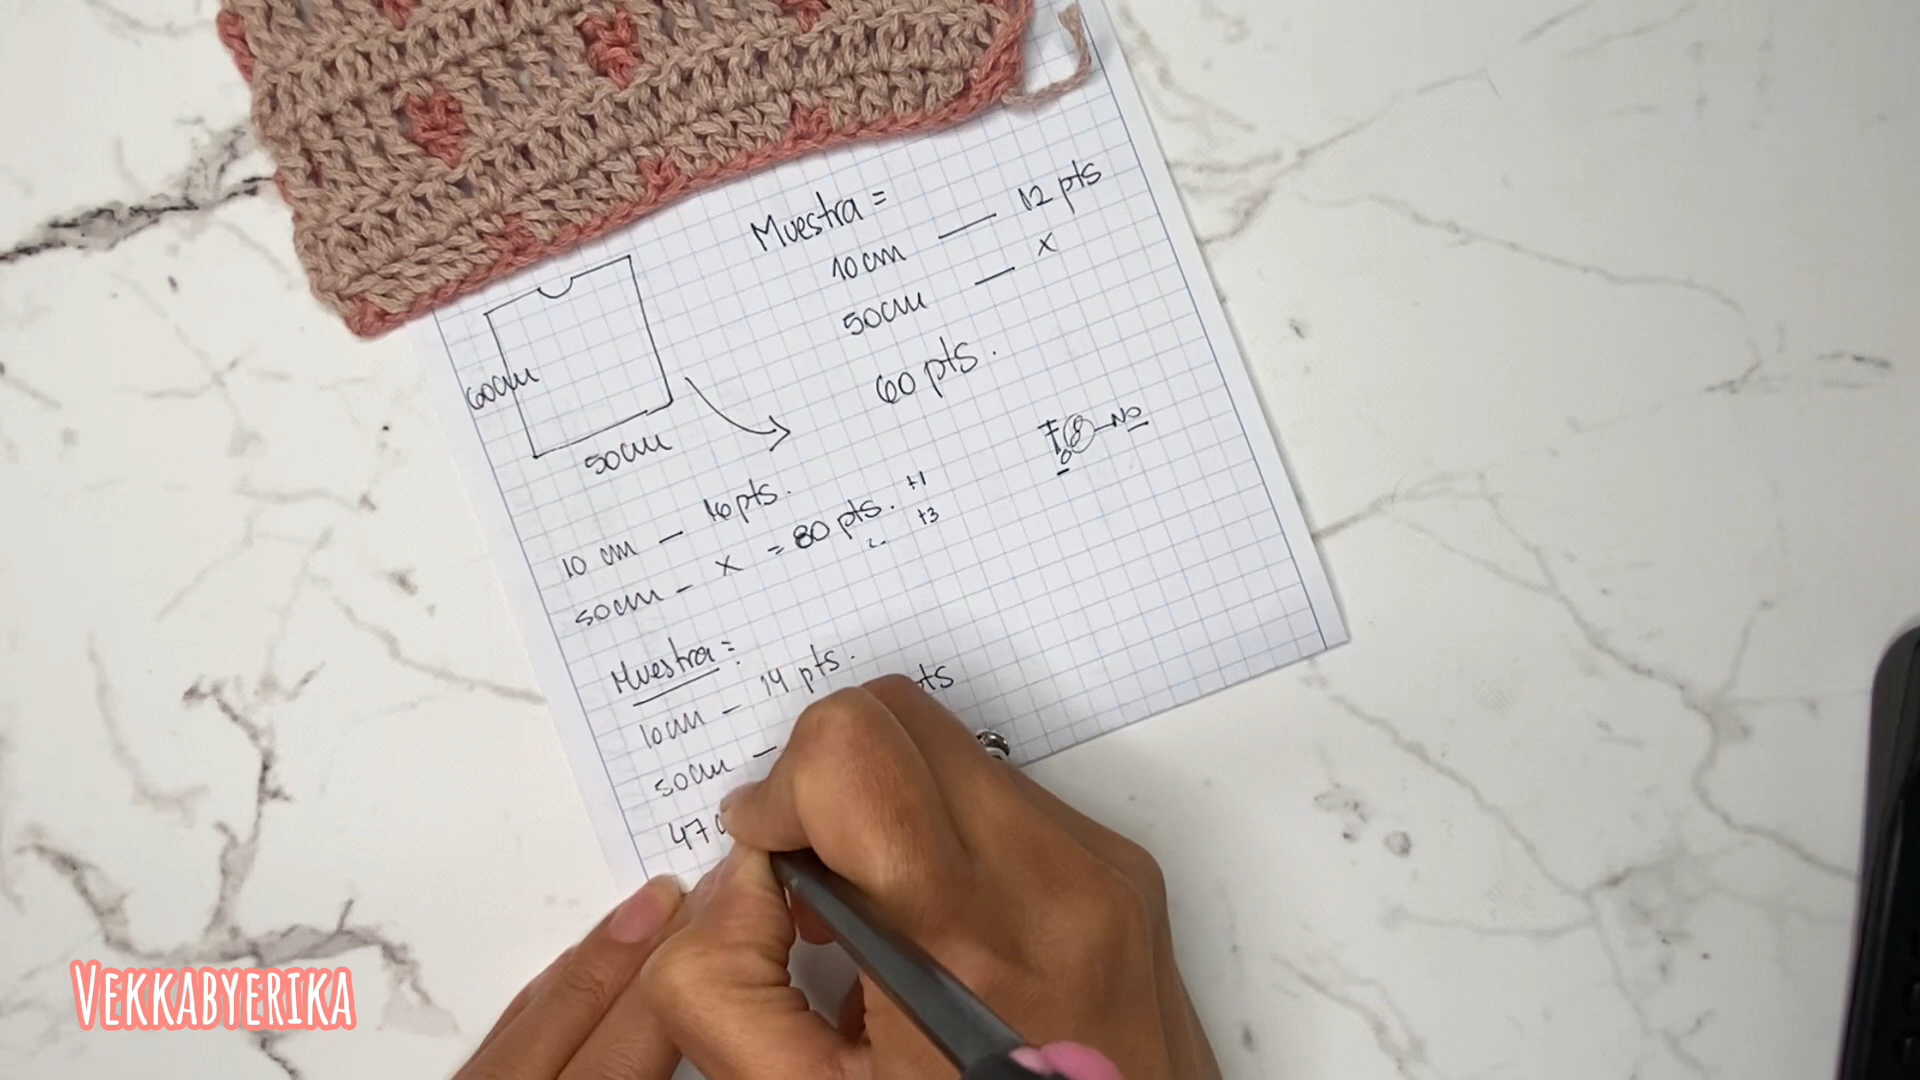 Muestra =
10 cm — 12 pts
50cm — x
60 pts.
60cm
50cm
10 cm — 16 pts.
50cm — x = 80 pts. +1
+3
NO
Muestra:
10cm — 14 pts.
50cm — pts
47
VEKKABYERIKA